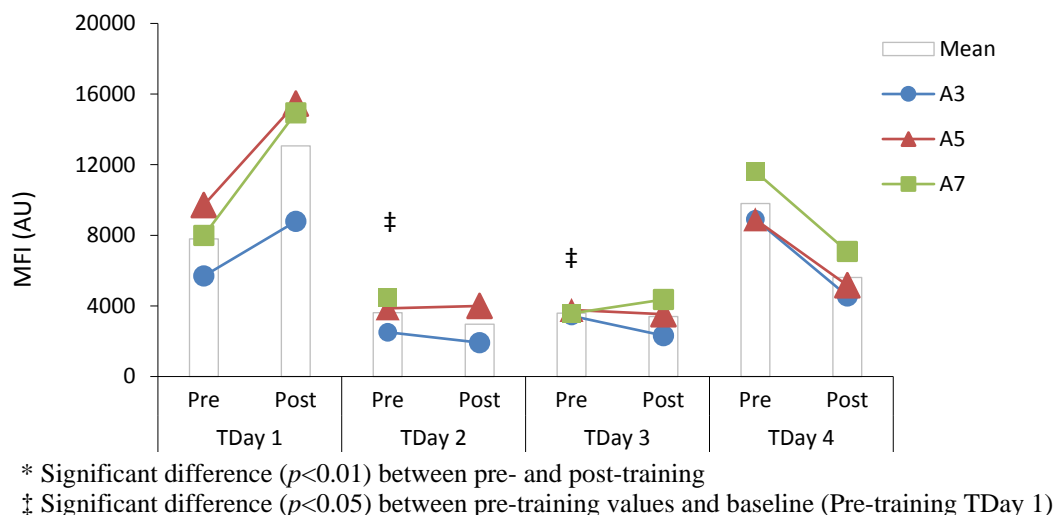 20000
16000
12000
8000
4000
0
MFI (AU)
Mean
A3
A5
A7
‡
‡
Pre Post Pre Post Pre Post Pre Post
TDay 1 TDay 2 TDay 3 TDay 4
* Significant difference (p<0.01) between pre- and post-training
‡ Significant difference (p<0.05) between pre-training values and baseline (Pre-training TDay 1)